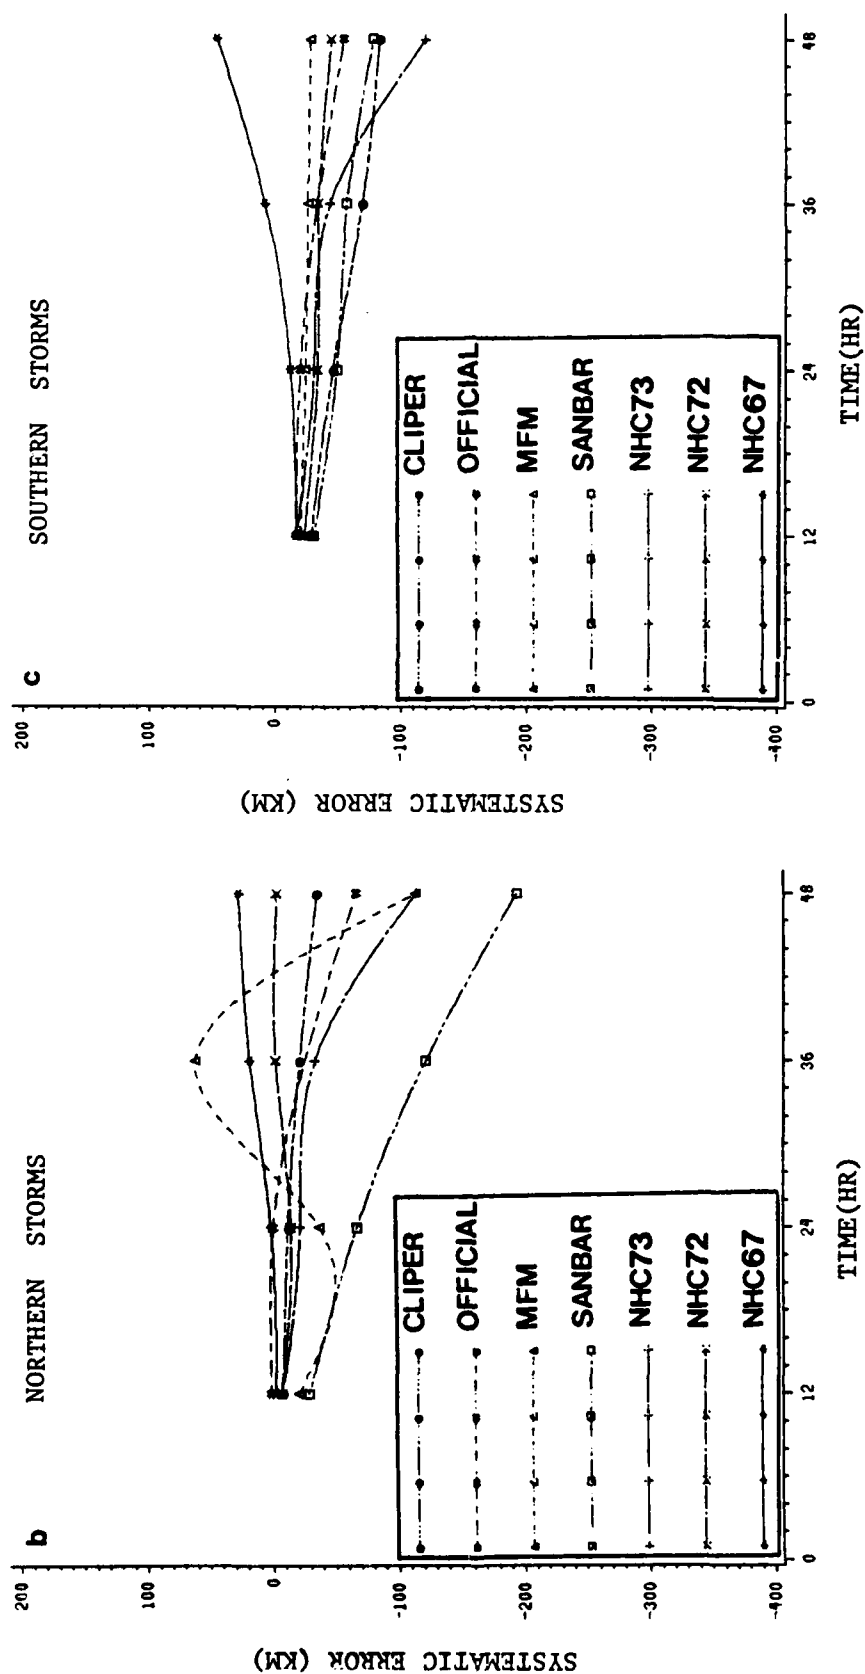 b
NORTHERN STORMS
SYSTEMATIC ERROR (KM)
200
100
0
-100
-200
-300
-400
CLIPER
OFFICIAL
MFM
SANBAR
NHC73
NHC72
NHC67
0
12
24
36
48
TIME(HR)
c
SOUTHERN STORMS
SYSTEMATIC ERROR (KM)
200
100
0
-100
-200
-300
-400
CLIPER
OFFICIAL
MFM
SANBAR
NHC73
NHC72
NHC67
0
12
24
36
48
TIME(HR)